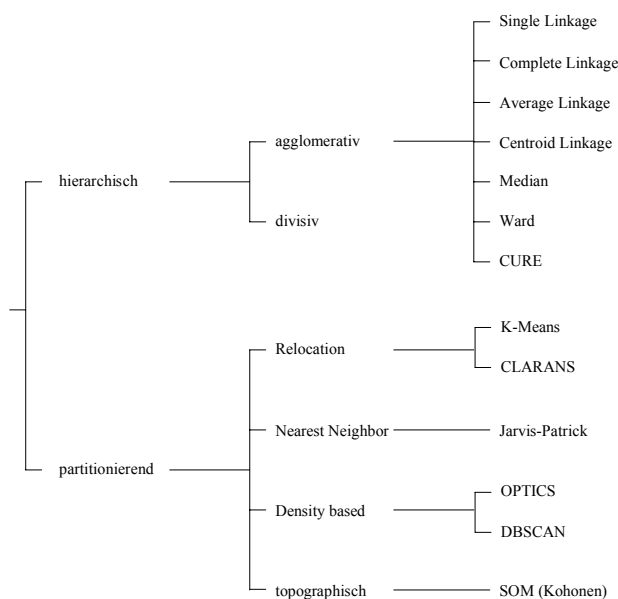 Single Linkage
Complete Linkage
Average Linkage
agglomerativ
Centroid Linkage
hierarchisch
Median
divisiv
Ward
CURE
K-Means
Relocation
CLARANS
Nearest Neighbor
Jarvis-Patrick
partitionierend
OPTICS
Density based
DBSCAN
topographisch
SOM (Kohonen)